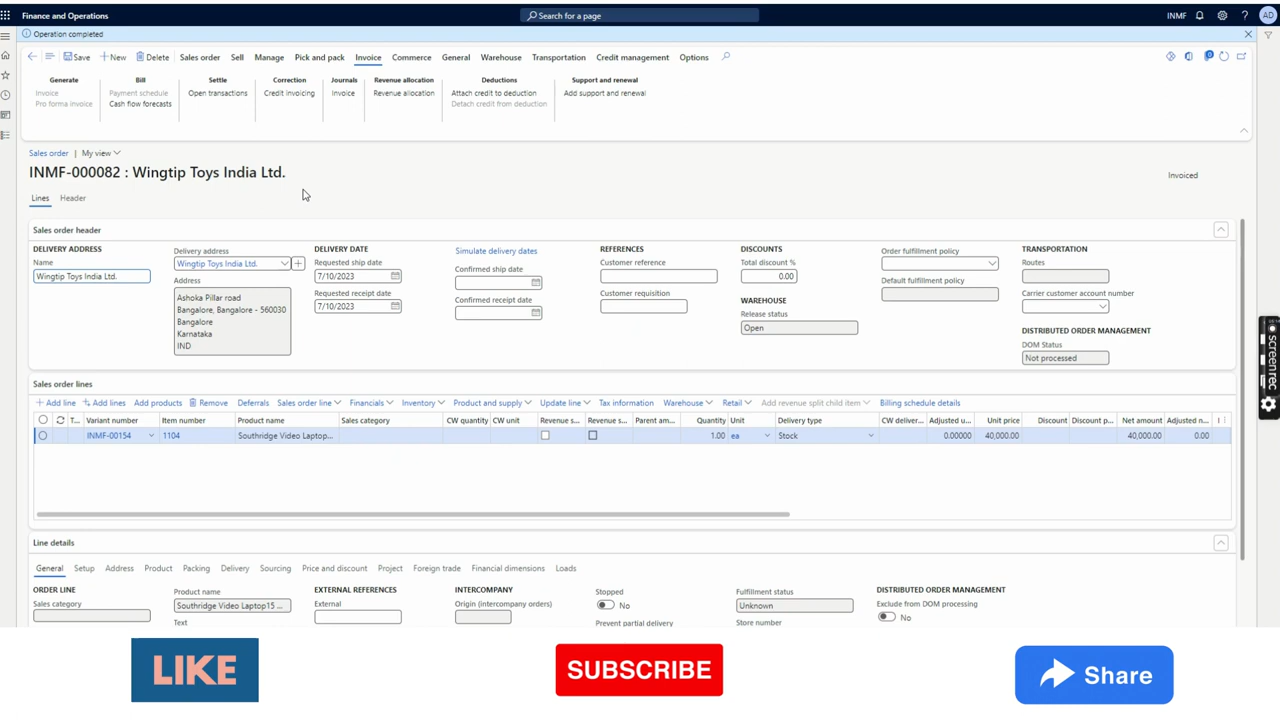 Finance and Operations
Search for a page
INMF
?
AD
Operation completed
Save
New
Delete
Sales order
Sell
Manage
Pick and pack
Invoice
Commerce
General
Warehouse
Transportation
Credit management
Options
0
Generate
Invoice
Pro forma invoice
Bill
Payment schedule
Cash flow forecasts
Settle
Open transactions
Correction
Credit invoicing
Journals
Invoice
Revenue allocation
Revenue allocation
Deductions
Attach credit to deduction
Detach credit from deduction
Support and renewal
Add support and renewal
Sales order | My view
INMF-000082 : Wingtip Toys India Ltd.
Invoiced
Lines
Header
Sales order header
DELIVERY ADDRESS
Name
Wingtip Toys India Ltd.
Delivery address
Wingtip Toys India Ltd.
Address
Ashoka Pillar road
Bangalore, Bangalore - 560030
Bangalore
Karnataka
IND
DELIVERY DATE
Requested ship date
7/10/2023
Requested receipt date
7/10/2023
Simulate delivery dates
Confirmed ship date
Confirmed receipt date
REFERENCES
Customer reference
Customer requisition
DISCOUNTS
Total discount %
0.00
WAREHOUSE
Release status
Open
Order fulfillment policy
Default fulfillment policy
TRANSPORTATION
Routes
Carrier customer account number
DISTRIBUTED ORDER MANAGEMENT
DOM Status
Not processed
screenrec
Sales order lines
Add line
Add lines
Add products
Remove
Deferrals
Sales order line
Financials
Inventory
Product and supply
Update line
Tax information
Warehouse
Retail
Add revenue split child item
Billing schedule details
T...
Variant number
Item number
Product name
Sales category
CW quantity
CW unit
Revenue s...
Revenue s...
Parent am...
Quantity
Unit
Delivery type
CW deliver...
Adjusted u...
Unit price
Discount
Discount p...
Net amount
Adjusted n...
INMF-00154
1104
Southridge Video Laptop...
1.00
ea
Stock
0.00000
40,000.00
40,000.00
0.00
Line details
General
Setup
Address
Product
Packing
Delivery
Sourcing
Price and discount
Project
Foreign trade
Financial dimensions
Loads
ORDER LINE
Sales category
Product name
Southridge Video Laptop15 ...
Text
EXTERNAL REFERENCES
External
INTERCOMPANY
Origin (intercompany orders)
Stopped
No
Prevent partial delivery
Fulfillment status
Unknown
Store number
DISTRIBUTED ORDER MANAGEMENT
Exclude from DOM processing
No
LIKE
SUBSCRIBE
Share